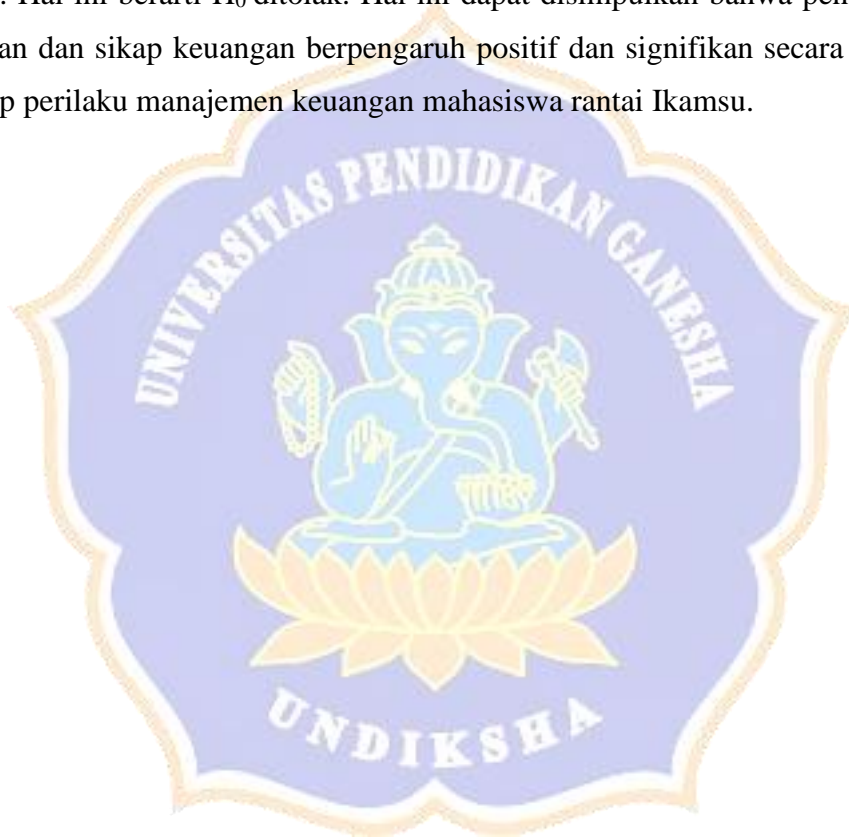 . Hal ini berarti H0 ditolak. Hal ini dapat disimpulkan bahwa pen
an dan sikap keuangan berpengaruh positif dan signifikan secara
p perilaku manajemen keuangan mahasiswa rantai Ikamsu.
UNIVERSITAS PENDIDIKAN GANESHA
UNDIKSHA